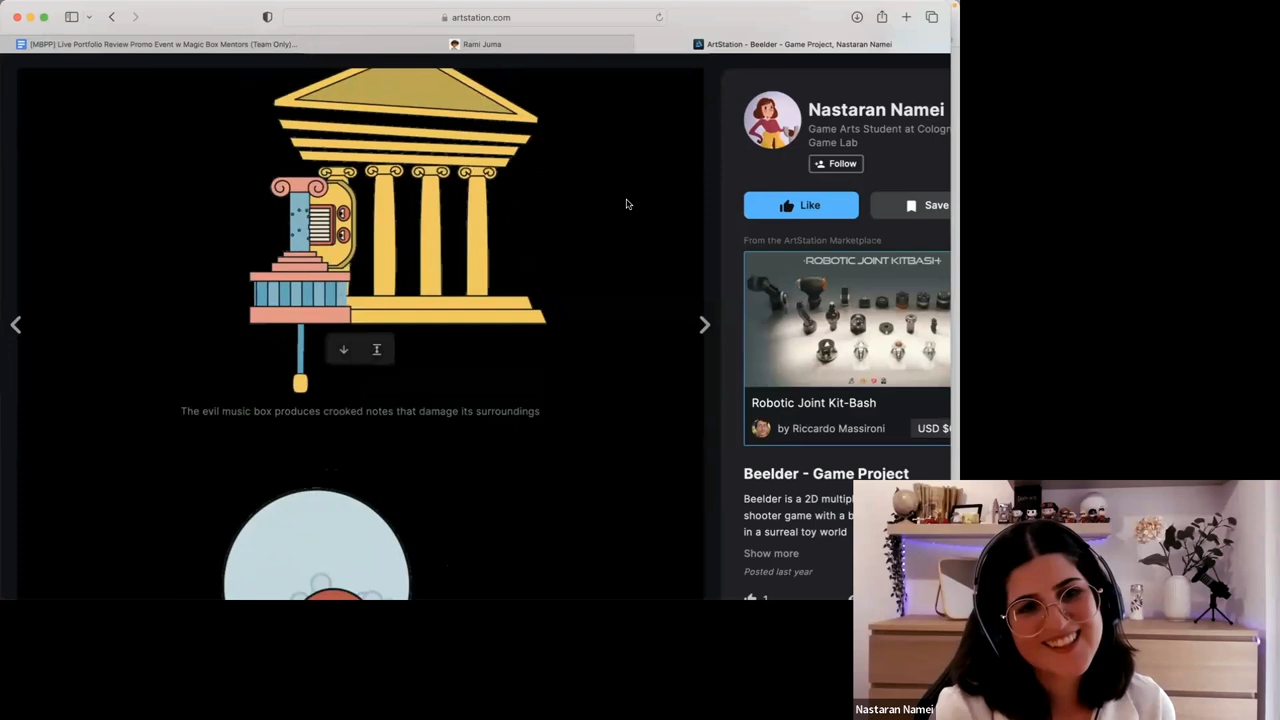 artstation.com
[MBPP] Live Portfolio Review Promo Event w Magic Box Mentors (Team Only)...
Rami Juma
ArtStation - Beelder - Game Project, Nastaran Namei
Nastaran Namei
Game Arts Student at Cologn
Game Lab
Follow
Like
Save
From the ArtStation Marketplace
ROBOTIC JOINT KITBASH
Robotic Joint Kit-Bash
by Riccardo Massironi
USD $
The evil music box produces crooked notes that damage its surroundings
Beelder - Game Project
Beelder is a 2D multipl
shooter game with a b
in a surreal toy world
Show more
Posted last year
1
Nastaran Namei